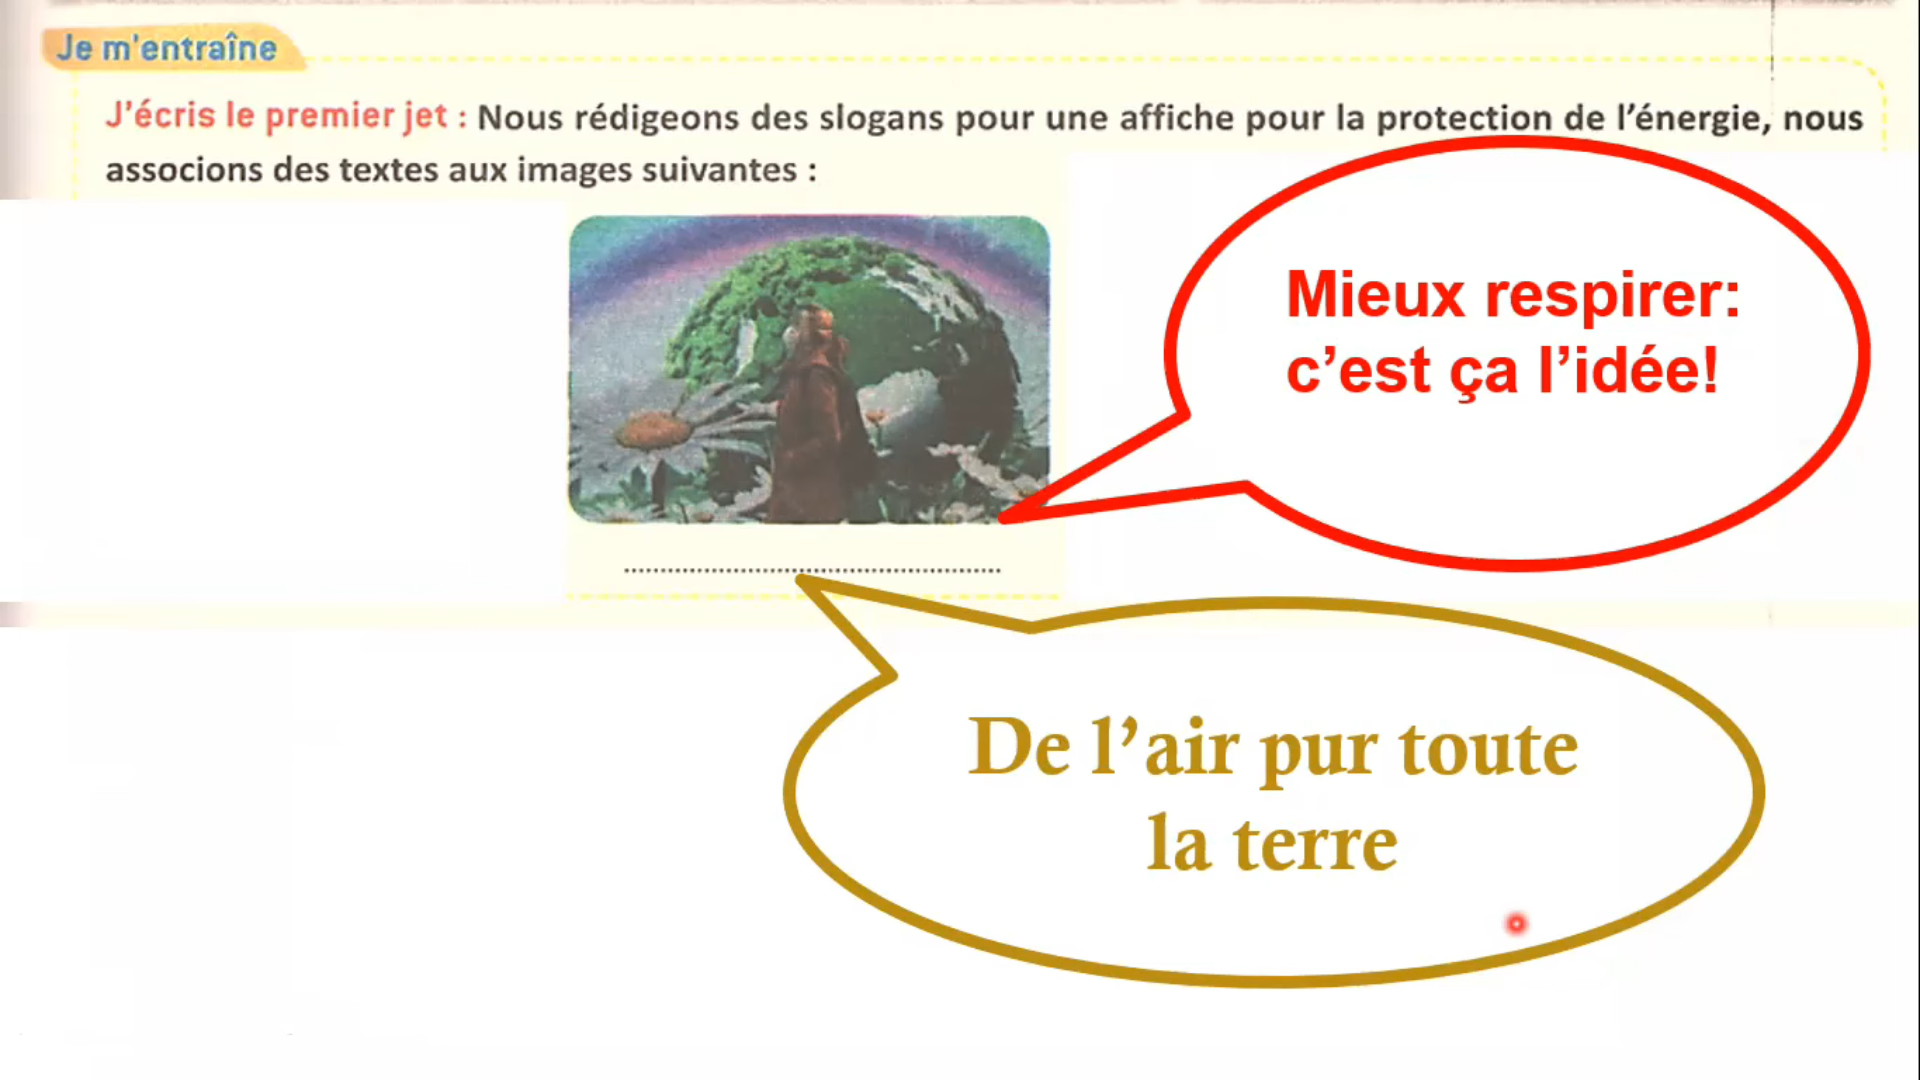 Je m'entraîne
J'écris le premier jet : Nous rédigeons des slogans pour une affiche pour la protection de l'énergie, nous
associons des textes aux images suivantes :
Mieux respirer:
c’est ça l’idée!
................................................
De l’air pur toute
la terre